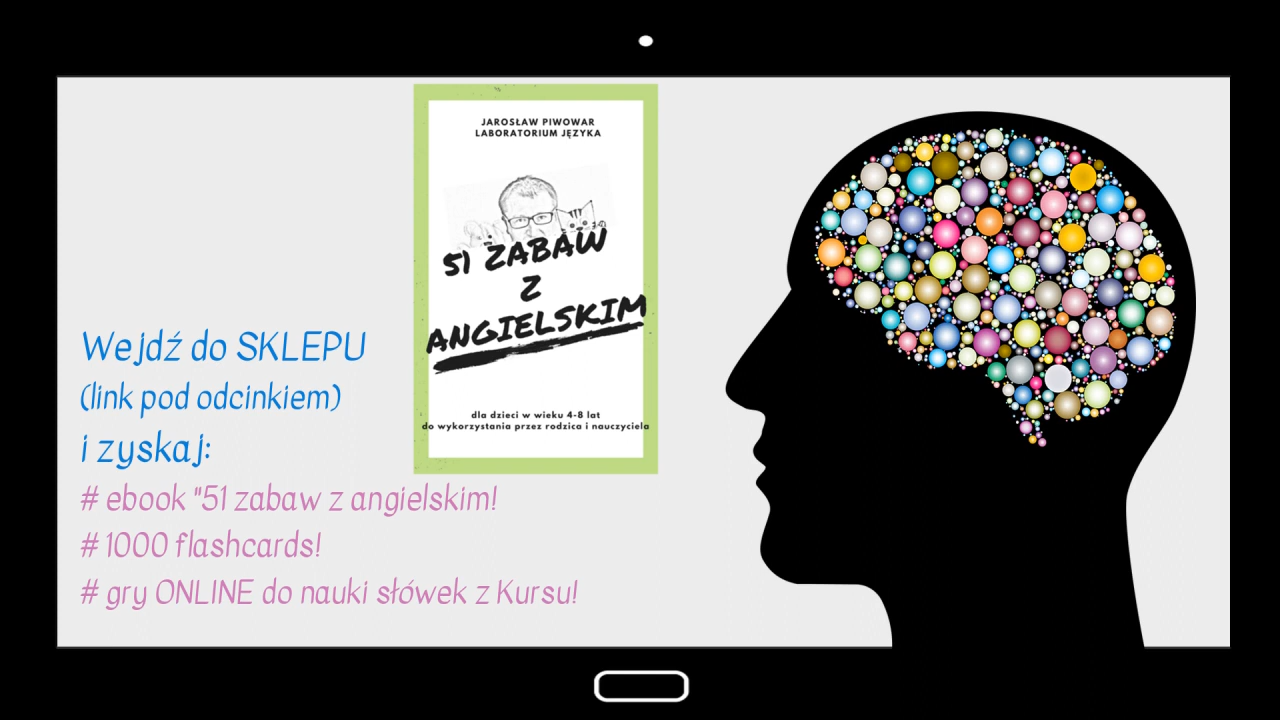 JAROSŁAW PIWOWAR
LABORATORIUM JĘZYKA
51 ZABAW
Z
ANGIELSKIM
dla dzieci w wieku 4-8 lat
do wykorzystania przez rodzica i nauczyciela
Wejdź do SKLEPU
(link pod odcinkiem)
i zyskaj:
# ebook "51 zabaw z angielskim!
# 1000 flashcards!
# gry ONLINE do nauki słówek z Kursu!